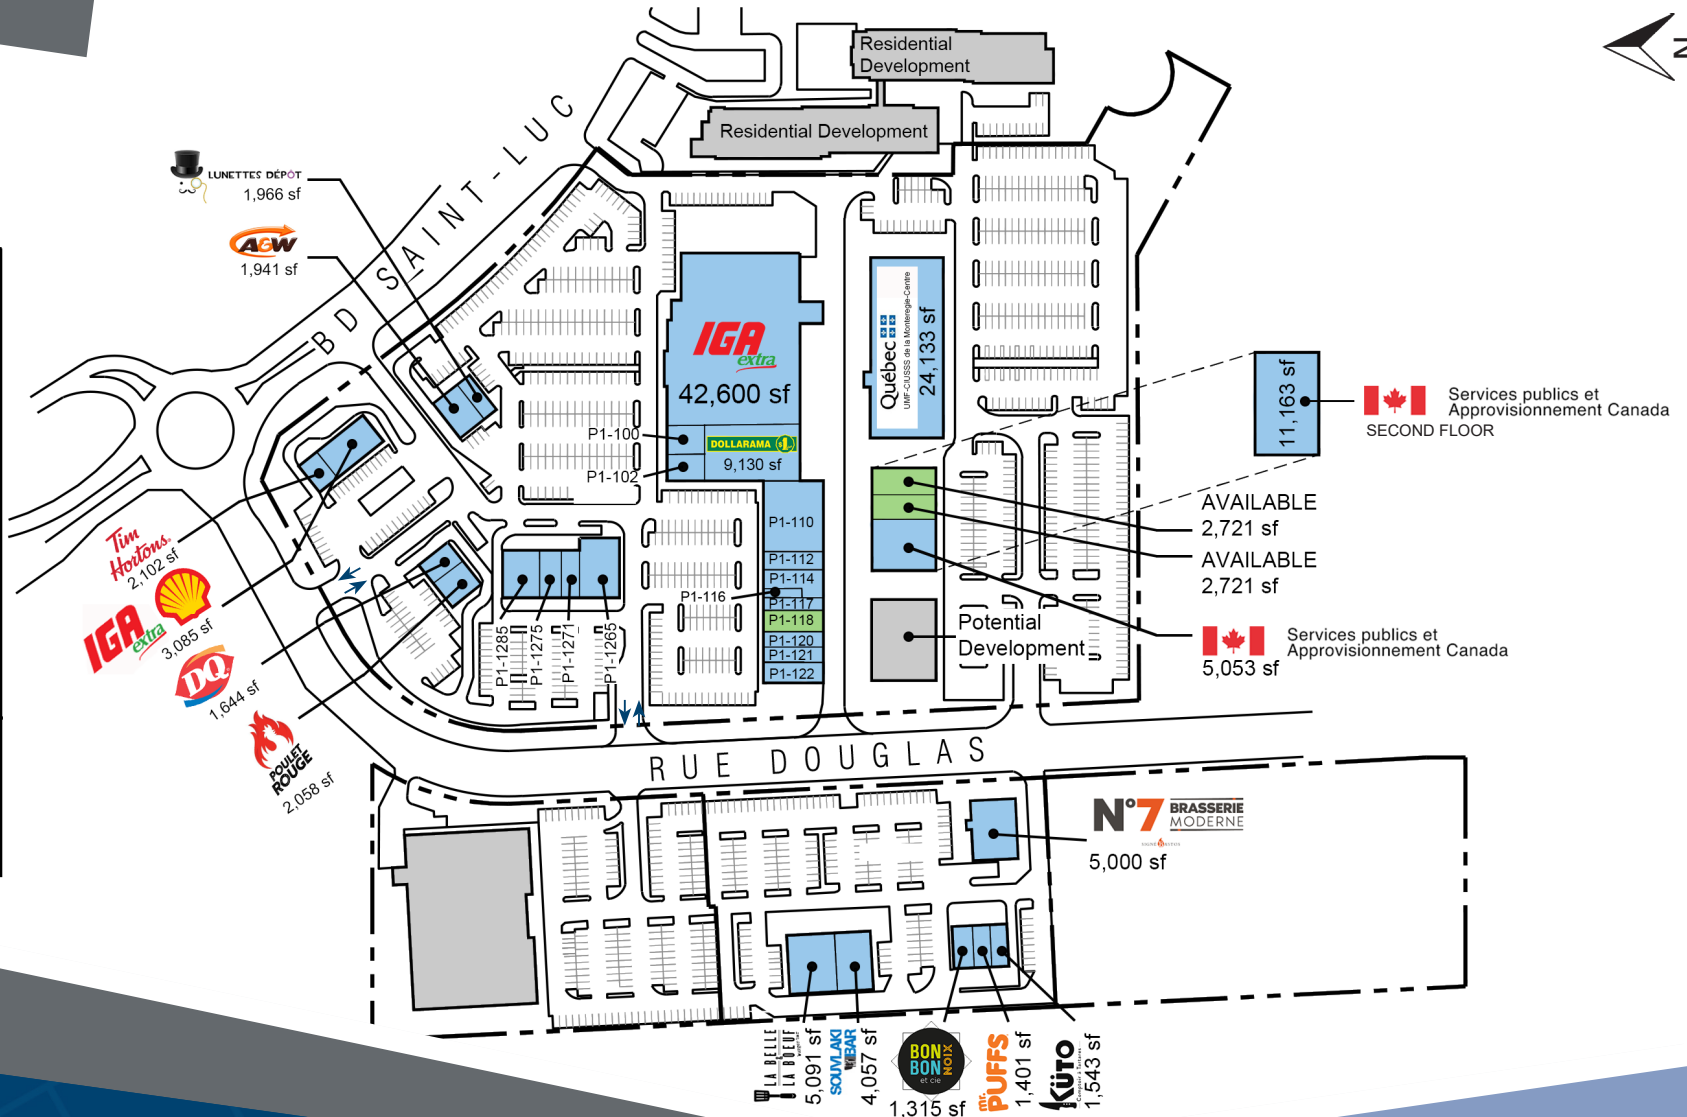 Residential
Development
Residential Development
N
BD SAINT-LUC
LUNETTES DÉPÔT
1,966 sf
A&W
1,941 sf
IGA
extra
42,600 sf
P1-100
P1-102
DOLLARAMA $1
9,130 sf
Québec
UMF-CIUSSS de la Monteregie-Centre
24,133 sf
11,163 sf
Services publics et
Approvisionnement Canada
SECOND FLOOR
AVAILABLE
2,721 sf
AVAILABLE
2,721 sf
Services publics et
Approvisionnement Canada
5,053 sf
Potential
Development
P1-110
P1-112
P1-114
P1-116
P1-117
P1-118
P1-120
P1-121
P1-122
Tim
Hortons
2,102 sf
IGA
extra
3,085 sf
DQ
1,644 sf
POULET
ROUGE
2,058 sf
P1-1285
P1-1275
P1-1271
P1-1265
RUE DOUGLAS
N°7 BRASSERIE
MODERNE
5,000 sf
LA BELLE
LA BOEUF
5,091 sf
SOUVLAKI
BAR
4,057 sf
BON
BON
NOIX
et cie
1,315 sf
mr.
PUFFS
1,401 sf
KÜTO
1,543 sf